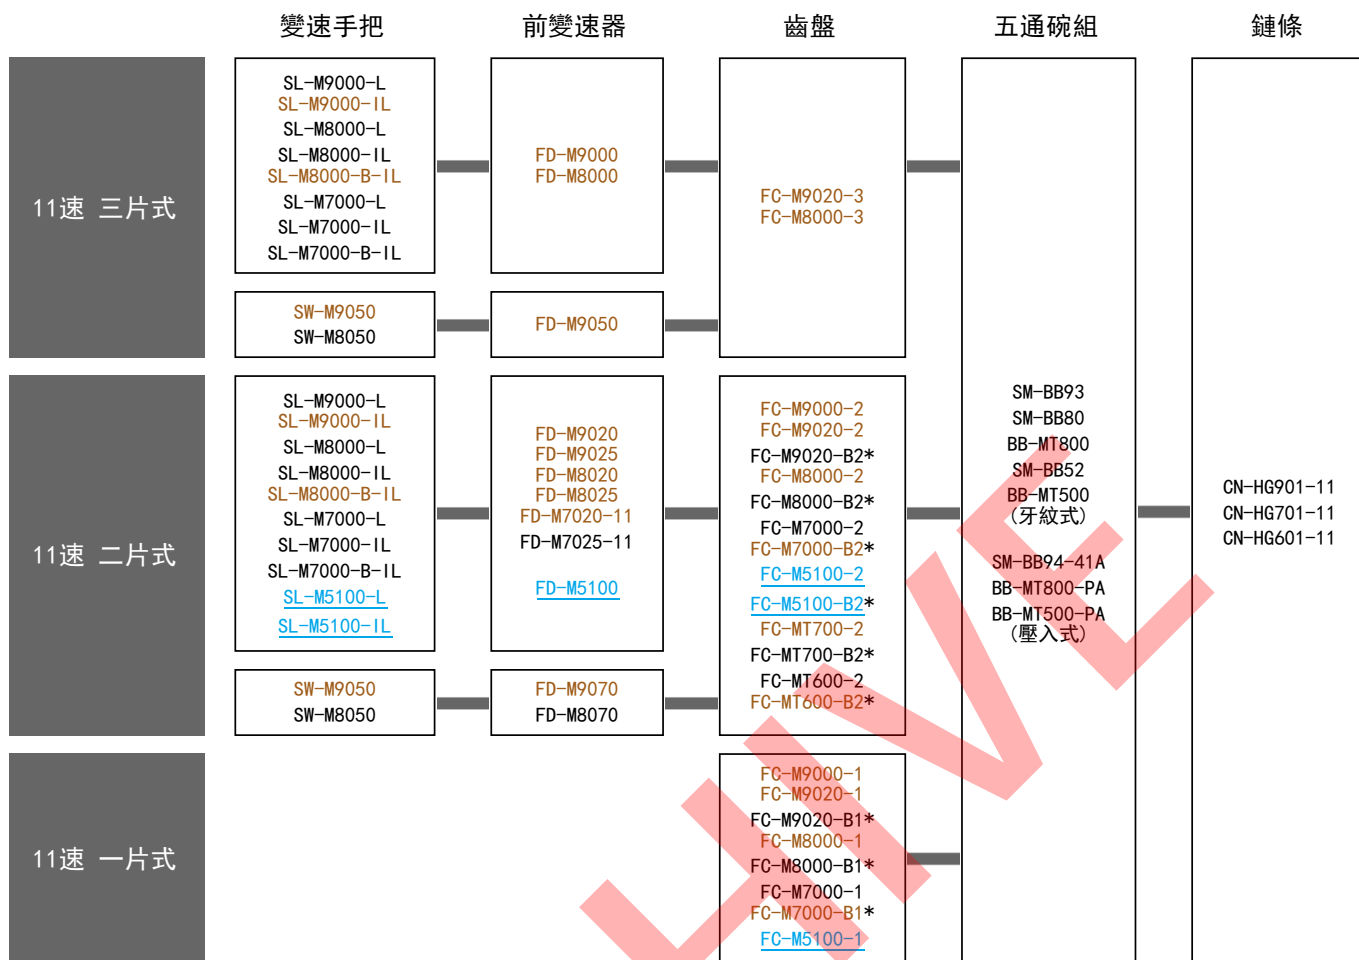 變速手把 前變速器 齒盤 五通碗組 鏈條
11速 三片式
SL-M9000-L
SL-M9000-IL
SL-M8000-L
SL-M8000-IL
SL-M8000-B-IL
SL-M7000-L
SL-M7000-IL
SL-M7000-B-IL
FD-M9000
FD-M8000
FC-M9020-3
FC-M8000-3
SW-M9050
SW-M8050
FD-M9050
11速 二片式
SL-M9000-L
SL-M9000-IL
SL-M8000-L
SL-M8000-IL
SL-M8000-B-IL
SL-M7000-L
SL-M7000-IL
SL-M7000-B-IL
SL-M5100-L
SL-M5100-IL
FD-M9020
FD-M9025
FD-M8020
FD-M8025
FD-M7020-11
FD-M7025-11
FD-M5100
FC-M9000-2
FC-M9020-2
FC-M9020-B2*
FC-M8000-2
FC-M8000-B2*
FC-M7000-2
FC-M7000-B2*
FC-M5100-2
FC-M5100-B2*
FC-MT700-2
FC-MT700-B2*
FC-MT600-2
FC-MT600-B2*
SW-M9050
SW-M8050
FD-M9070
FD-M8070
11速 一片式
FC-M9000-1
FC-M9020-1
FC-M9020-B1*
FC-M8000-1
FC-M8000-B1*
FC-M7000-1
FC-M7000-B1*
FC-M5100-1
SM-BB93
SM-BB80
BB-MT800
SM-BB52
BB-MT500
(牙紋式)
SM-BB94-41A
BB-MT800-PA
BB-MT500-PA
(壓入式)
CN-HG901-11
CN-HG701-11
CN-HG601-11
HIVE